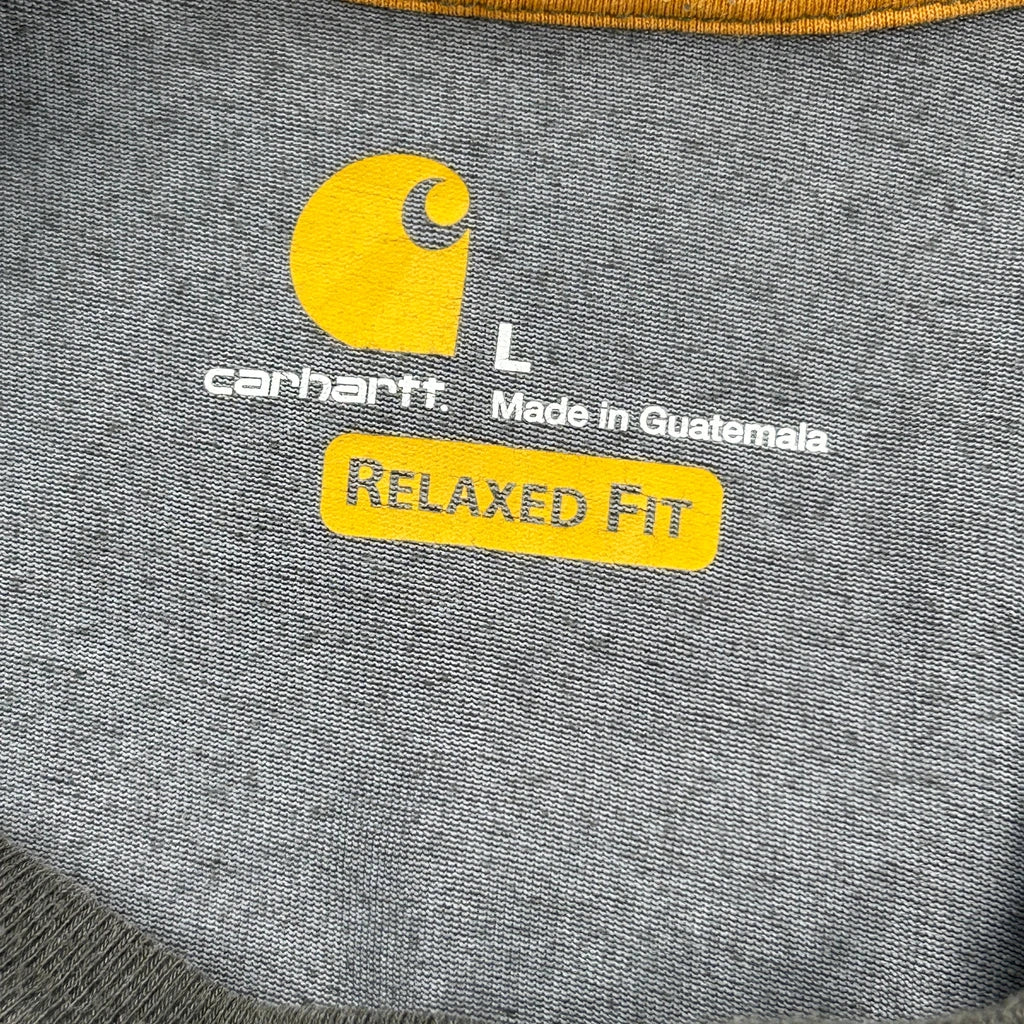 L
carhartt.
Made in Guatemala
RELAXED FIT